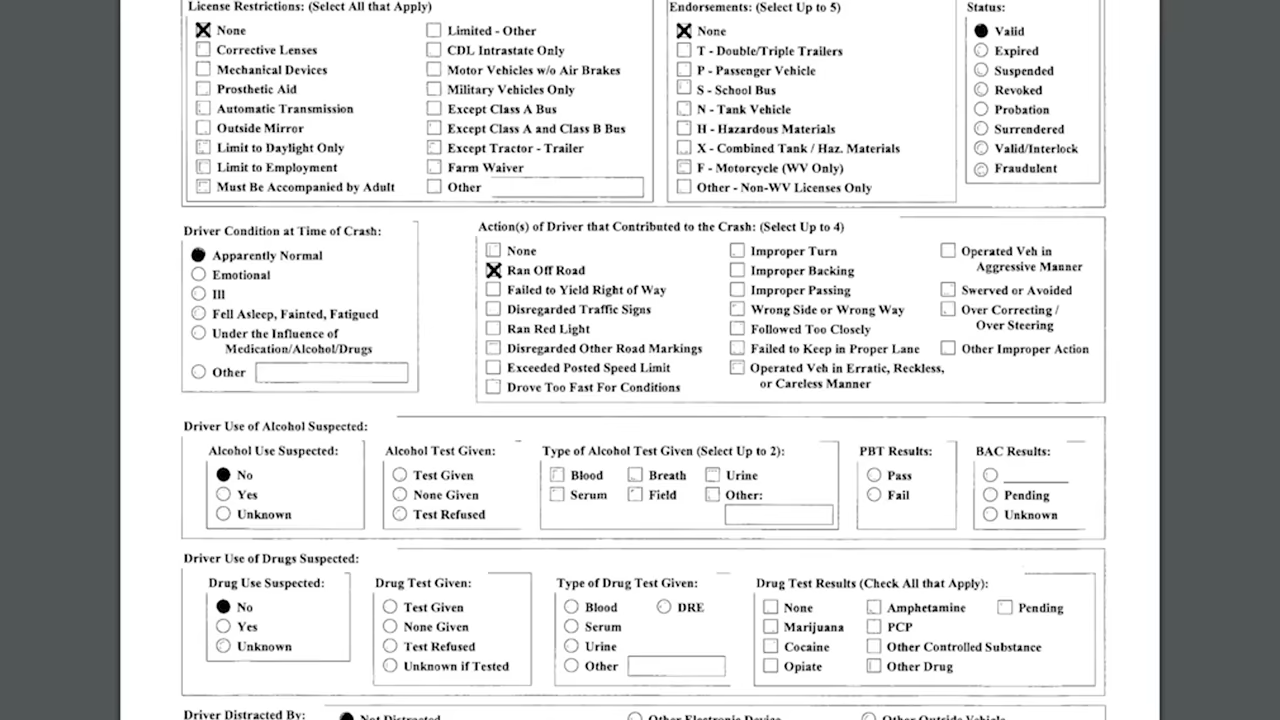 License Restrictions: (Select All that Apply)
None
Corrective Lenses
Mechanical Devices
Prosthetic Aid
Automatic Transmission
Outside Mirror
Limit to Daylight Only
Limit to Employment
Must Be Accompanied by Adult
Limited - Other
CDL Intrastate Only
Motor Vehicles w/o Air Brakes
Military Vehicles Only
Except Class A Bus
Except Class A and Class B Bus
Except Tractor - Trailer
Farm Waiver
Other
Endorsements: (Select Up to 5)
None
T - Double/Triple Trailers
P - Passenger Vehicle
S - School Bus
N - Tank Vehicle
H - Hazardous Materials
X - Combined Tank / Haz. Materials
F - Motorcycle (WV Only)
Other - Non-WV Licenses Only
Status:
Valid
Expired
Suspended
Revoked
Probation
Surrendered
Valid/Interlock
Fraudulent
Driver Condition at Time of Crash:
Apparently Normal
Emotional
Ill
Fell Asleep, Fainted, Fatigued
Under the Influence of
Medication/Alcohol/Drugs
Other
Action(s) of Driver that Contributed to the Crash: (Select Up to 4)
None
Ran Off Road
Failed to Yield Right of Way
Disregarded Traffic Signs
Ran Red Light
Disregarded Other Road Markings
Exceeded Posted Speed Limit
Drove Too Fast For Conditions
Improper Turn
Improper Backing
Improper Passing
Wrong Side or Wrong Way
Followed Too Closely
Failed to Keep in Proper Lane
Operated Veh in Erratic, Reckless,
or Careless Manner
Operated Veh in
Aggressive Manner
Swerved or Avoided
Over Correcting /
Over Steering
Other Improper Action
Driver Use of Alcohol Suspected:
Alcohol Use Suspected:
No
Yes
Unknown
Alcohol Test Given:
Test Given
None Given
Test Refused
Type of Alcohol Test Given (Select Up to 2):
Blood
Breath
Urine
Serum
Field
Other:
PBT Results:
Pass
Fail
BAC Results:
Pending
Unknown
Driver Use of Drugs Suspected:
Drug Use Suspected:
No
Yes
Unknown
Drug Test Given:
Test Given
None Given
Test Refused
Unknown if Tested
Type of Drug Test Given:
Blood
DRE
Serum
Urine
Other
Drug Test Results (Check All that Apply):
None
Marijuana
Cocaine
Opiate
Amphetamine
PCP
Other Controlled Substance
Other Drug
Pending
Driver Distracted By:
Not Distracted
Other Electronic Device
Other Outside Vehicle